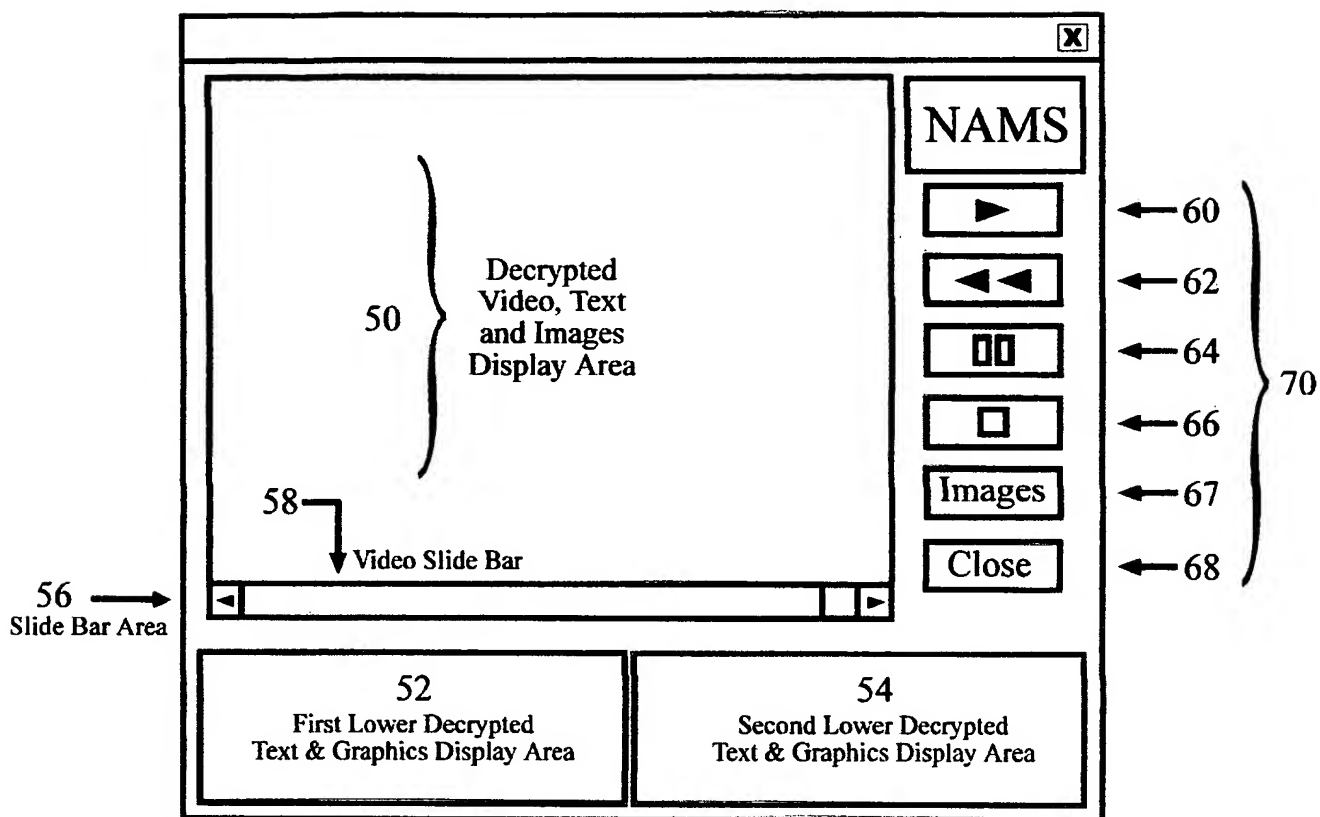 X
NAMS
60
62
64
66
Images
67
Close
68
70
50
Decrypted
Video, Text
and Images
Display Area
58
Video Slide Bar
56
Slide Bar Area
52
First Lower Decrypted
Text & Graphics Display Area
54
Second Lower Decrypted
Text & Graphics Display Area